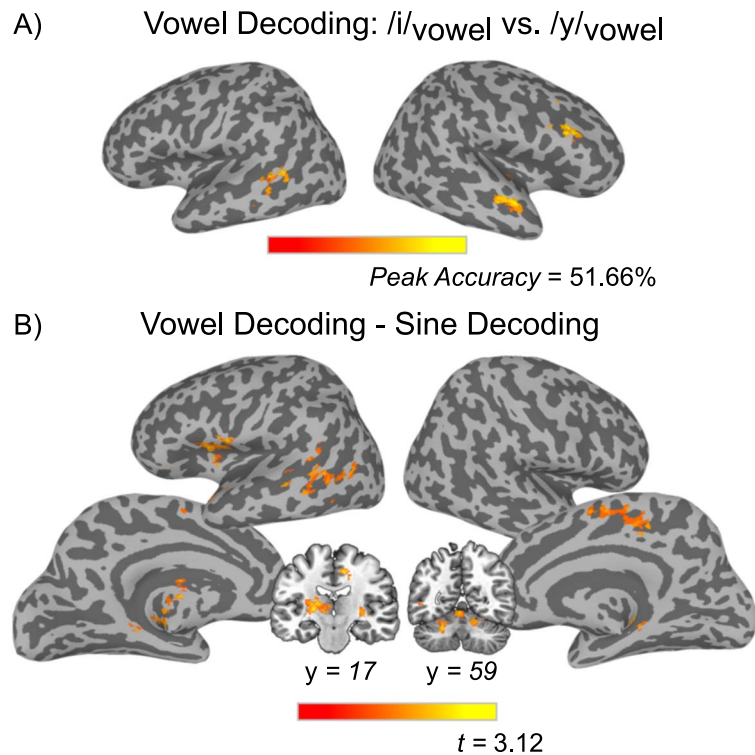 A) Vowel Decoding: /i/vowel vs. /y/vowel
Peak Accuracy = 51.66%
B) Vowel Decoding - Sine Decoding
y = 17 y = 59
t = 3.12